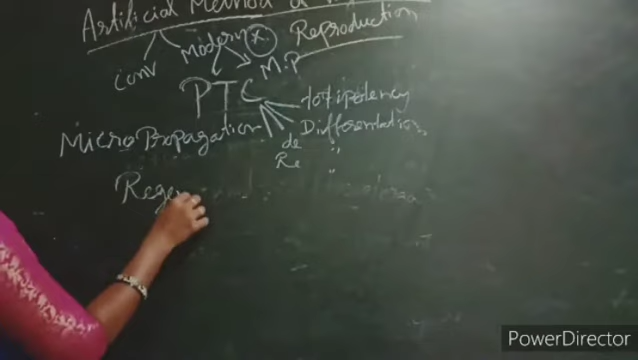 Artificial Method of
Reproduction
Conv Modern x
M.P
PTC
totipotency
Micro Propagation Differentiation
de "
Re "
Rege
PowerDirector